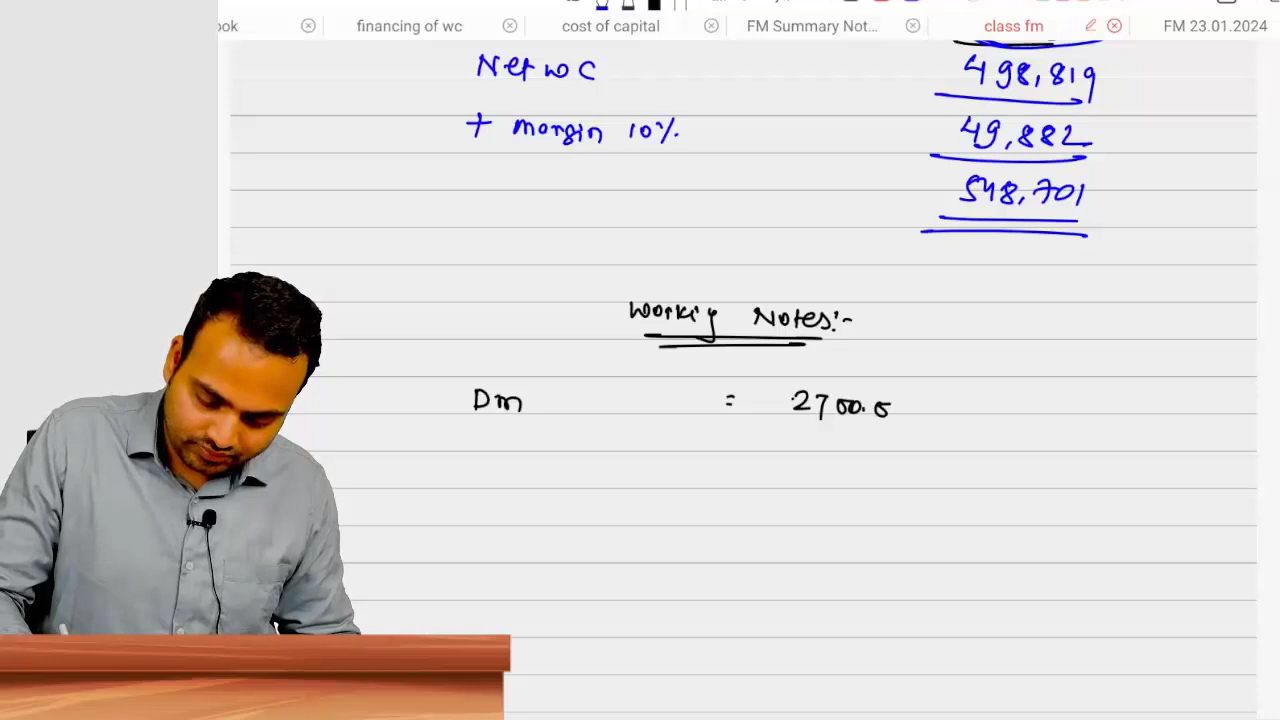 ook financing of wc cost of capital FM Summary Not... class fm FM 23.01.2024
Net WC 498,819
+ margin 10% 49,882
548,701
Working Notes:-
Dm = 2700.0